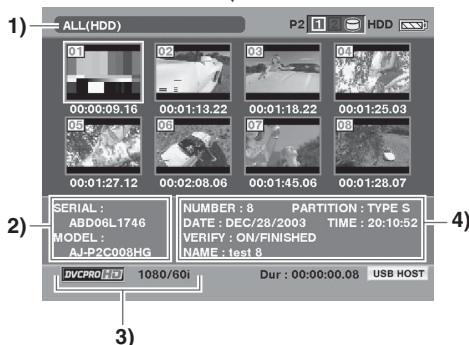 1) ALL(HDD) P2 1 2 HDD
01 02 03 04
00:00:09.16 00:01:13.22 00:01:18.22 00:01:25.03
05 06 07 08
00:01:27.12 00:02:08.06 00:01:45.06 00:01:28.07
2) SERIAL :
ABD06L1746
MODEL :
AJ-P2C008HG
NUMBER : 8 PARTITION : TYPE S
DATE : DEC/28/2003 TIME : 20:10:52
VERIFY : ON/FINISHED
NAME : test 8
4)
DVCPRO HD 1080/60i Dur : 00:00:00.08 USB HOST
3)